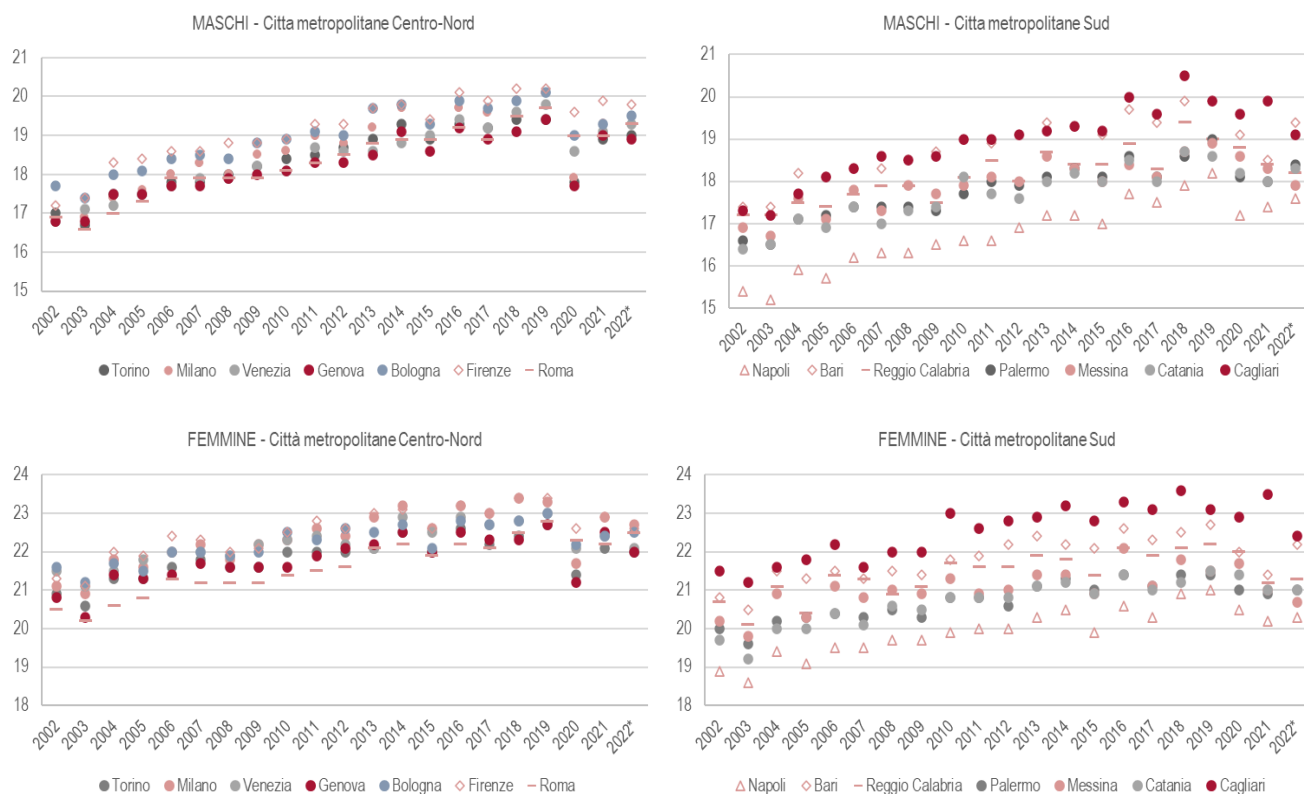 MASCHI - Citta metropolitane Centro-Nord
21
20
19
18
17
16
15
2002 2003 2004 2005 2006 2007 2008 2009 2010 2011 2012 2013 2014 2015 2016 2017 2018 2019 2020 2021 2022*
Torino Milano Venezia Genova Bologna Firenze Roma
MASCHI - Citta metropolitane Sud
21
20
19
18
17
16
15
2002 2003 2004 2005 2006 2007 2008 2009 2010 2011 2012 2013 2014 2015 2016 2017 2018 2019 2020 2021 2022*
Napoli Bari Reggio Calabria Palermo Messina Catania Cagliari
FEMMINE - Città metropolitane Centro-Nord
24
23
22
21
20
19
18
2002 2003 2004 2005 2006 2007 2008 2009 2010 2011 2012 2013 2014 2015 2016 2017 2018 2019 2020 2021 2022*
Torino Milano Venezia Genova Bologna Firenze Roma
FEMMINE - Città metropolitane Sud
24
23
22
21
20
19
18
2002 2003 2004 2005 2006 2007 2008 2009 2010 2011 2012 2013 2014 2015 2016 2017 2018 2019 2020 2021 2022*
Napoli Bari Reggio Calabria Palermo Messina Catania Cagliari